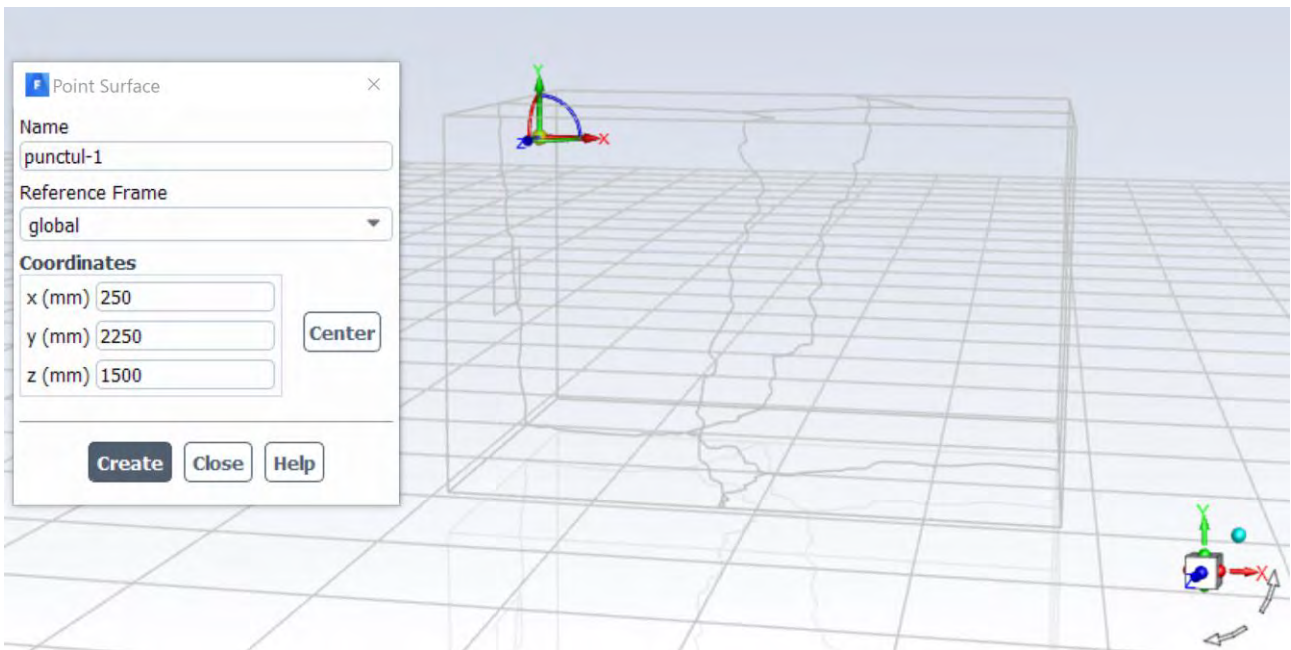 F Point Surface
Name
punctul-1
Reference Frame
global
Coordinates
x (mm) 250
y (mm) 2250
z (mm) 1500
Center
Create Close Help
Y
Z X
Y
Z X